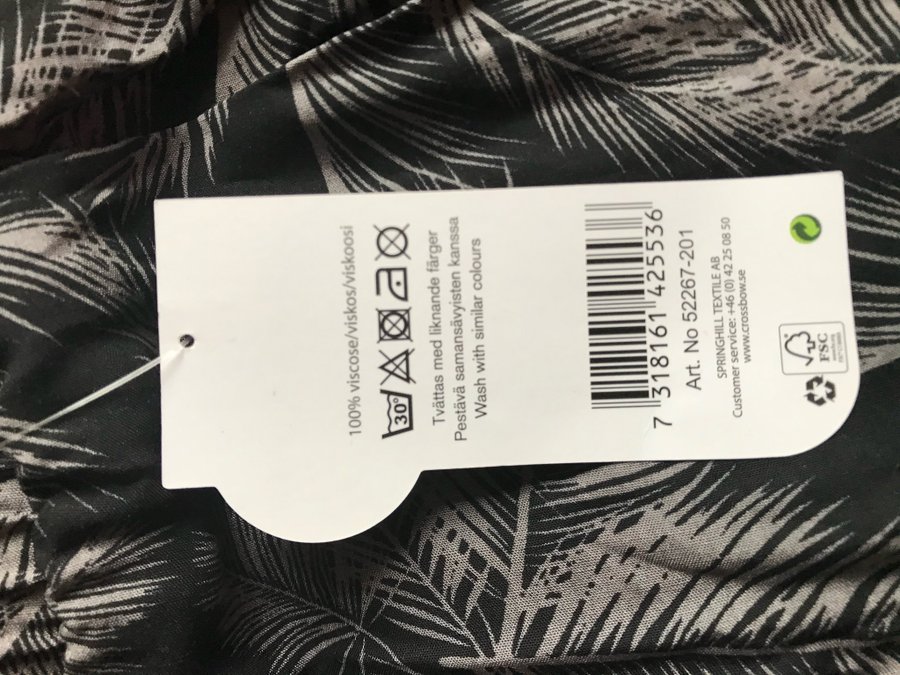 100% viscose/viskos/viskoosi
30°
Tvättas med liknande färger
Pestävä samansävyisten kanssa
Wash with similar colours
7 318161 425536
Art. No 52267-201
SPRINGHILL TEXTILE AB
Customer service: +46 (0) 42 25 08 50
www.crossbow.se
FSC